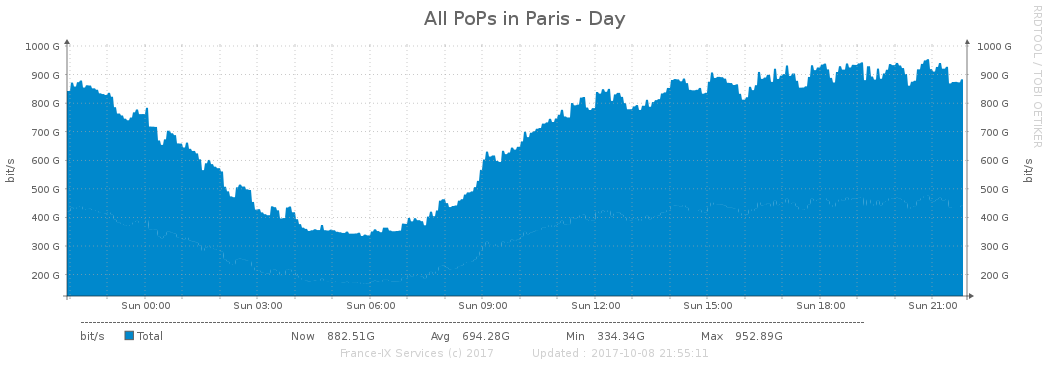 All PoPs in Paris - Day
RRDTOOL / TOBI OETIKER
1000 G 1000 G
900 G 900 G
800 G 800 G
700 G 700 G
600 G 600 G
500 G 500 G
400 G 400 G
300 G 300 G
200 G 200 G
bit/s bit/s
Sun 00:00 Sun 03:00 Sun 06:00 Sun 09:00 Sun 12:00 Sun 15:00 Sun 18:00 Sun 21:00
bit/s Total Now 882.51G Avg 694.28G Min 334.34G Max 952.89G
France-IX Services (c) 2017 Updated : 2017-10-08 21:55:11